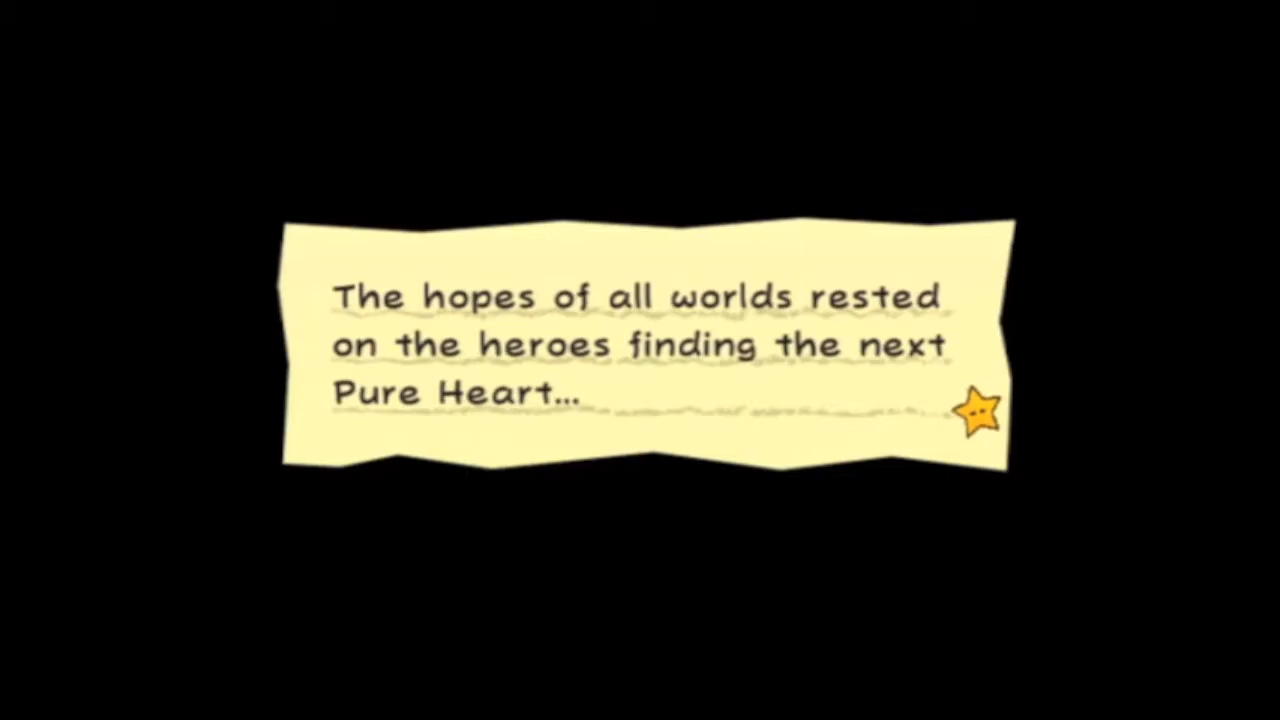 The hopes of all worlds rested
on the heroes finding the next
Pure Heart...